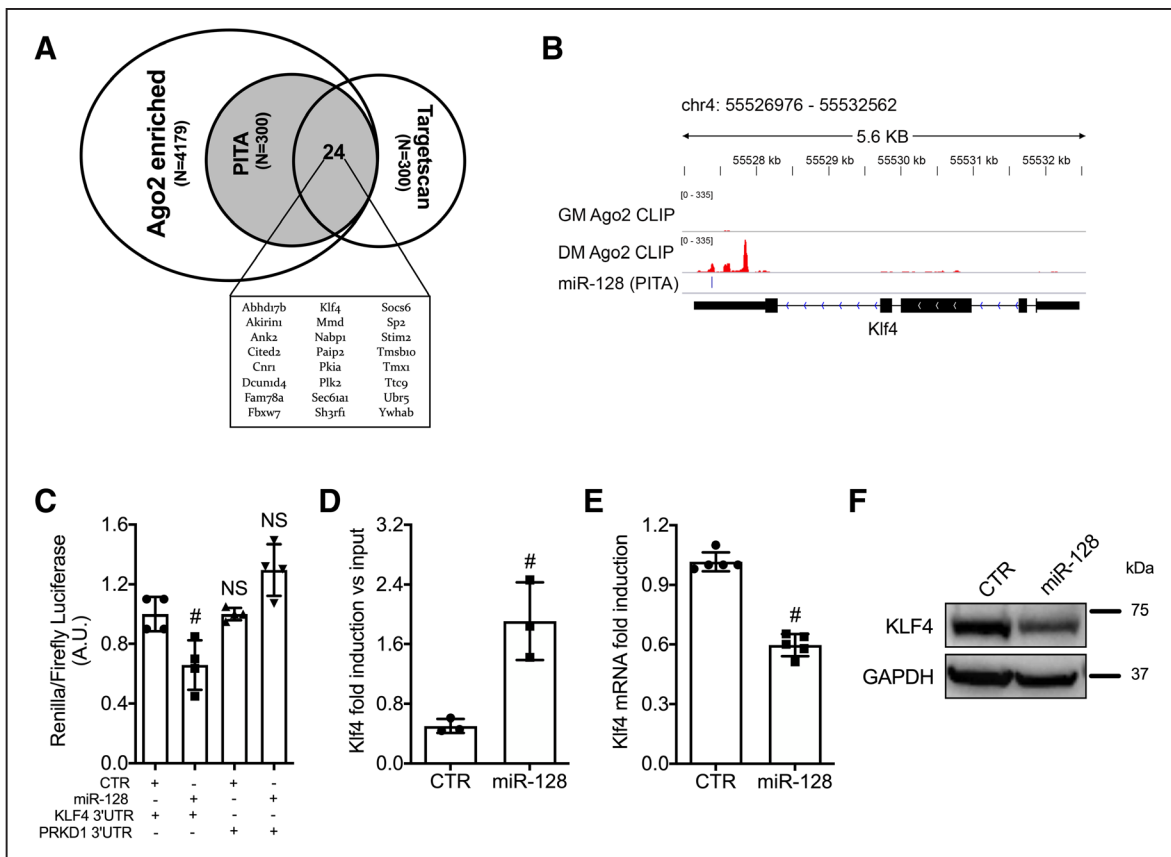 A
Ago2 enriched
(N=4179)
PITA
(N=300)
24
Targetscan
(N=300)
Abhd17b Klf4 Socs6
Akirin1 Mmd Sp2
Ank2 Nabp1 Stim2
Cited2 Paip2 Tmsb10
Cnr1 Pkia Tmx1
Dcun1d4 Plk2 Ttc9
Fam78a Sec61a1 Ubr5
Fbxw7 Sh3rf1 Ywhab
B
chr4: 55526976 - 55532562
5.6 KB
55528 kb 55529 kb 55530 kb 55531 kb 55532 kb
[0 - 335]
GM Ago2 CLIP
[0 - 335]
DM Ago2 CLIP
miR-128 (PITA)
Klf4
C
Renilla/Firefly Luciferase
(A.U.)
1.6
1.2
0.8
0.4
0.0
# NS NS
CTR + - + -
miR-128 - + - +
KLF4 3'UTR + + - -
PRKD1 3'UTR - - + +
D
Klf4 fold induction vs input
3.2
2.4
1.6
0.8
0.0
#
CTR miR-128
E
Klf4 mRNA fold induction
1.2
0.9
0.6
0.3
0.0
#
CTR miR-128
F
CTR miR-128 kDa
KLF4 75
GAPDH 37